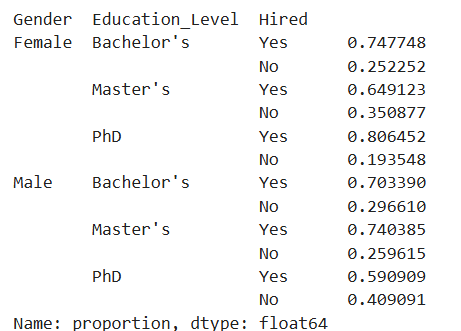 Gender  Education_Level  Hired
Female  Bachelor's       Yes      0.747748
                         No       0.252252
        Master's         Yes      0.649123
                         No       0.350877
        PhD              Yes      0.806452
                         No       0.193548
Male    Bachelor's       Yes      0.703390
                         No       0.296610
        Master's         Yes      0.740385
                         No       0.259615
        PhD              Yes      0.590909
                         No       0.409091
Name: proportion, dtype: float64